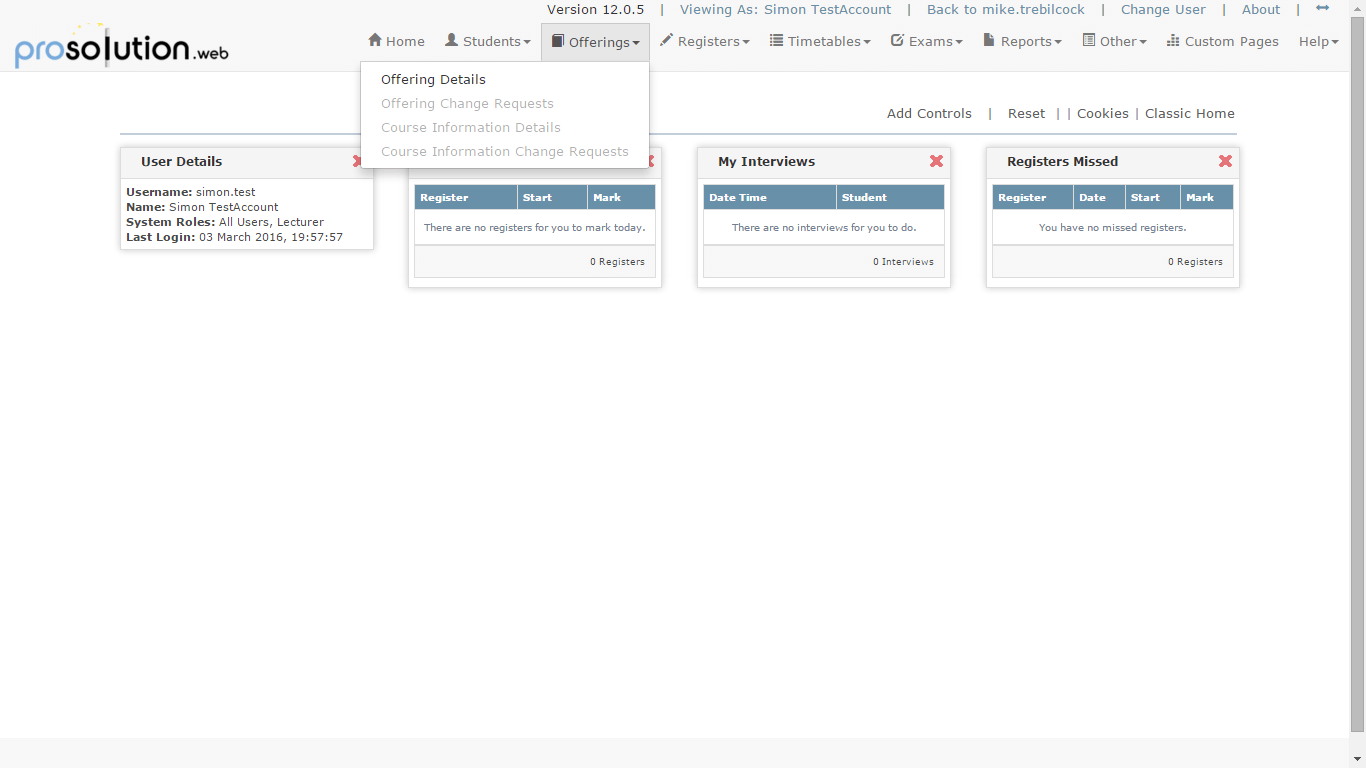 Version 12.0.5 | Viewing As: Simon TestAccount | Back to mike.trebilcock | Change User | About |
prosolution.web
Home Students Offerings Registers Timetables Exams Reports Other Custom Pages Help
Offering Details
Offering Change Requests
Course Information Details
Course Information Change Requests
Add Controls | Reset | | Cookies | Classic Home
User Details
Username: simon.test
Name: Simon TestAccount
System Roles: All Users, Lecturer
Last Login: 03 March 2016, 19:57:57
Register Start Mark
There are no registers for you to mark today.
0 Registers
My Interviews
Date Time Student
There are no interviews for you to do.
0 Interviews
Registers Missed
Register Date Start Mark
You have no missed registers.
0 Registers